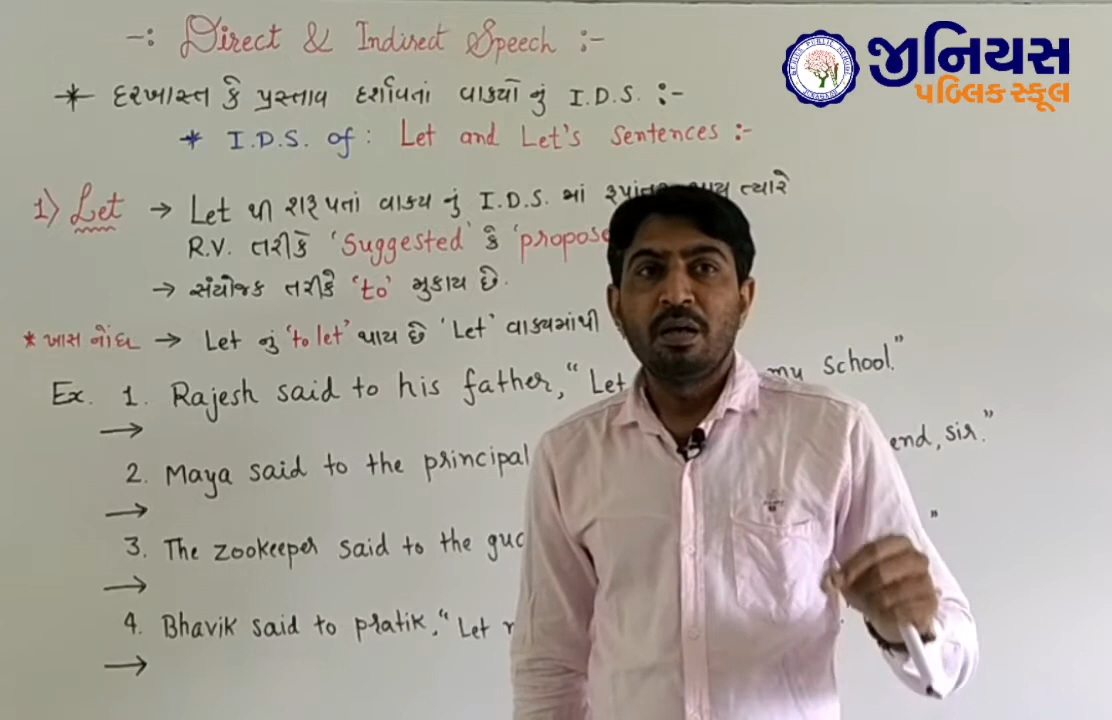 -: Direct & Indirect Speech :-
જીનિયસ
પબ્લિક સ્કૂલ
* દરખાસ્ત કે પ્રસ્તાવ દર્શાવતાં વાક્યો નું I.D.S. :-
* I.D.S. of : Let and Let's sentences :-
1) Let → Let થી શરૂ થતાં વાક્ય નું I.D.S. માં ત્યારે
R.V. તરીકે 'Suggested' કે
→ સંયોજક તરીકે 'to' મુકાય છે.
* ખાસ નોંધ → Let નું 'to let' થાય છે 'Let' વાક્યમાંથી
Ex. 1. Rajesh said to his father, "Let my school."
→
2. Maya said to the principal sir."
→
3. The zookeeper said to the "
→
4. Bhavik said to pratik, "Let
→